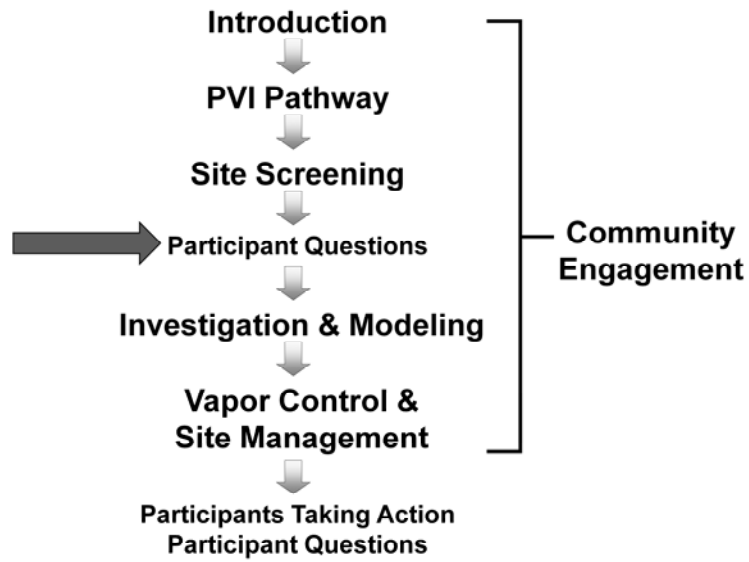 Introduction
PVI Pathway
Site Screening
Participant Questions
Investigation & Modeling
Vapor Control &
Site Management
Participants Taking Action
Participant Questions
Community
Engagement